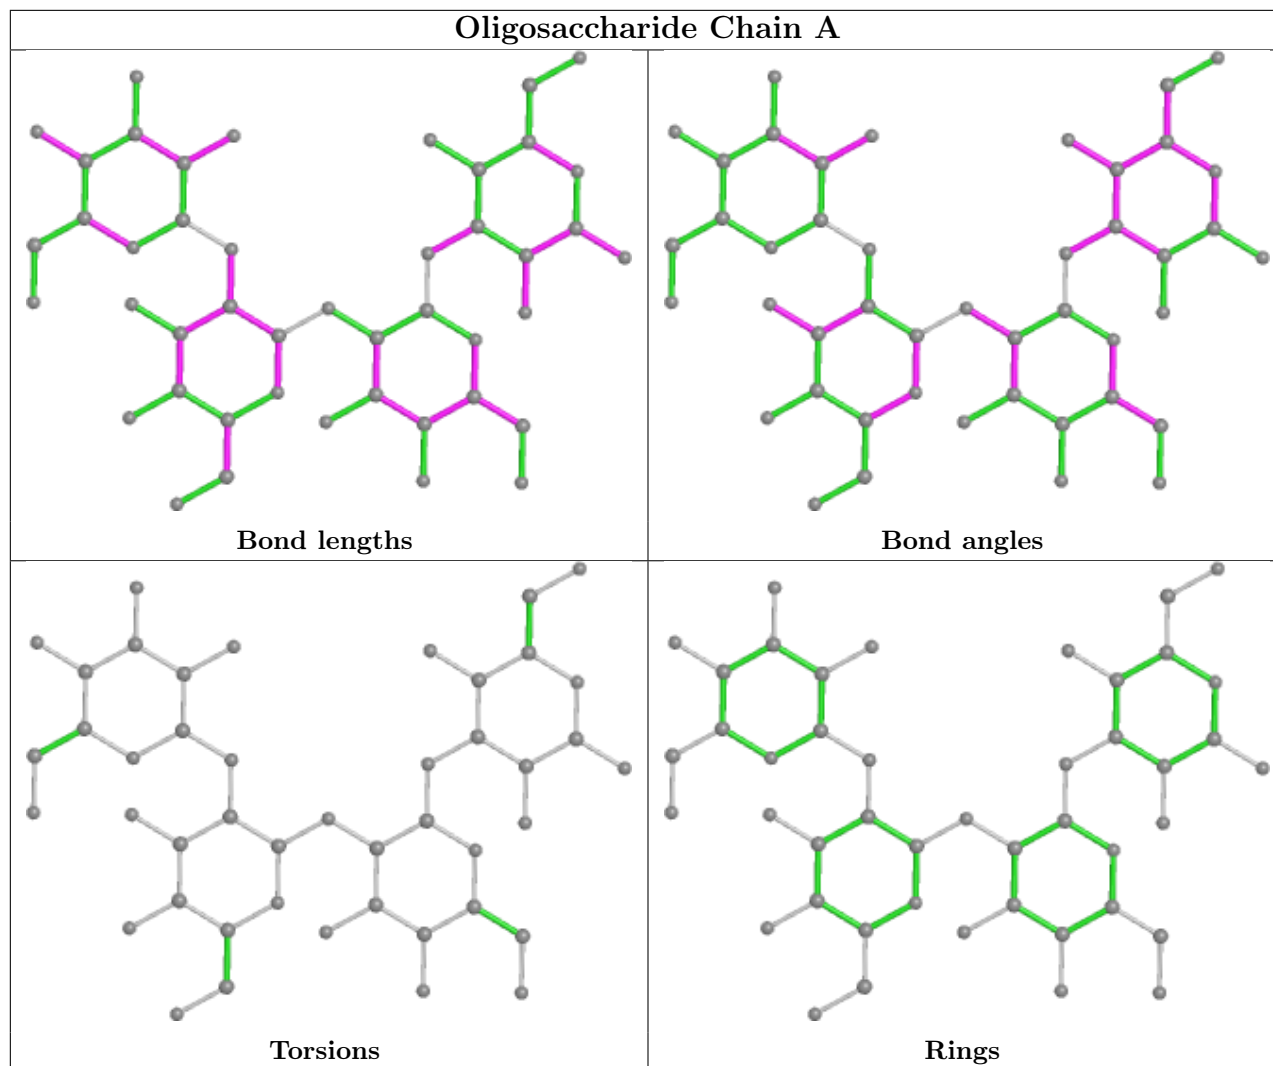 Oligosaccharide Chain A
Bond lengths
Bond angles
Torsions
Rings